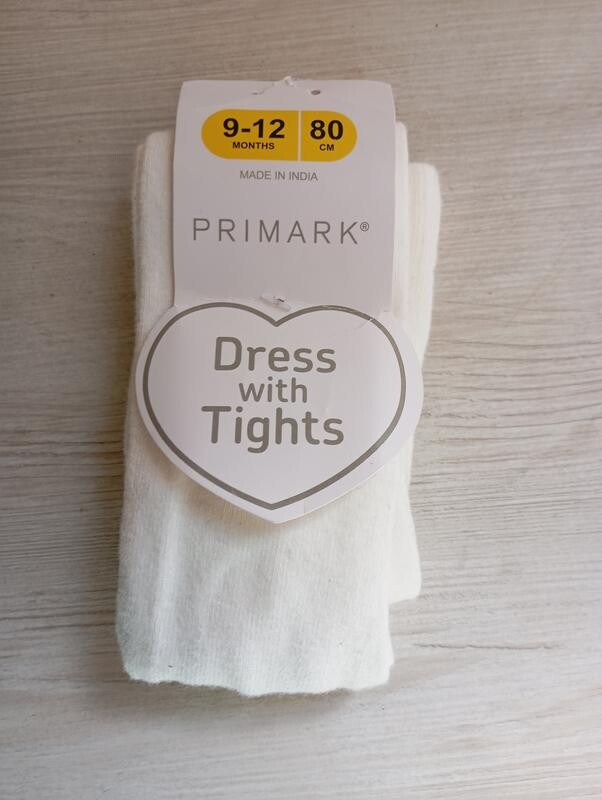 9-12 80
MONTHS CM
MADE IN INDIA
PRIMARK®
Dress
with
Tights